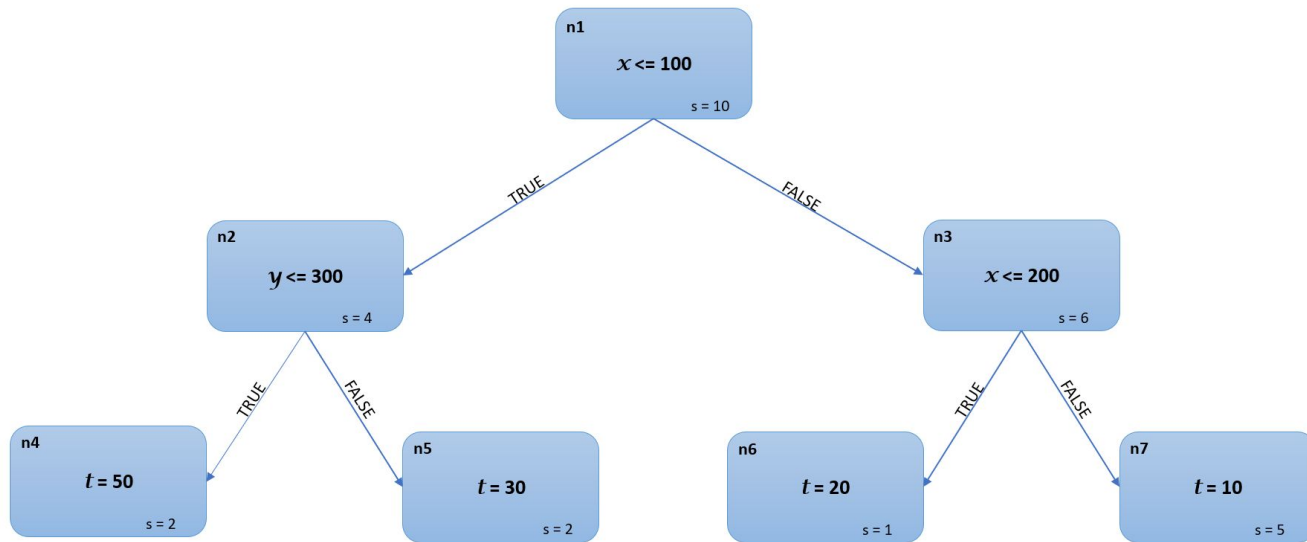 n1
x <= 100
s = 10
TRUE
FALSE
n2
y <= 300
s = 4
n3
x <= 200
s = 6
TRUE
FALSE
TRUE
FALSE
n4
t = 50
s = 2
n5
t = 30
s = 2
n6
t = 20
s = 1
n7
t = 10
s = 5